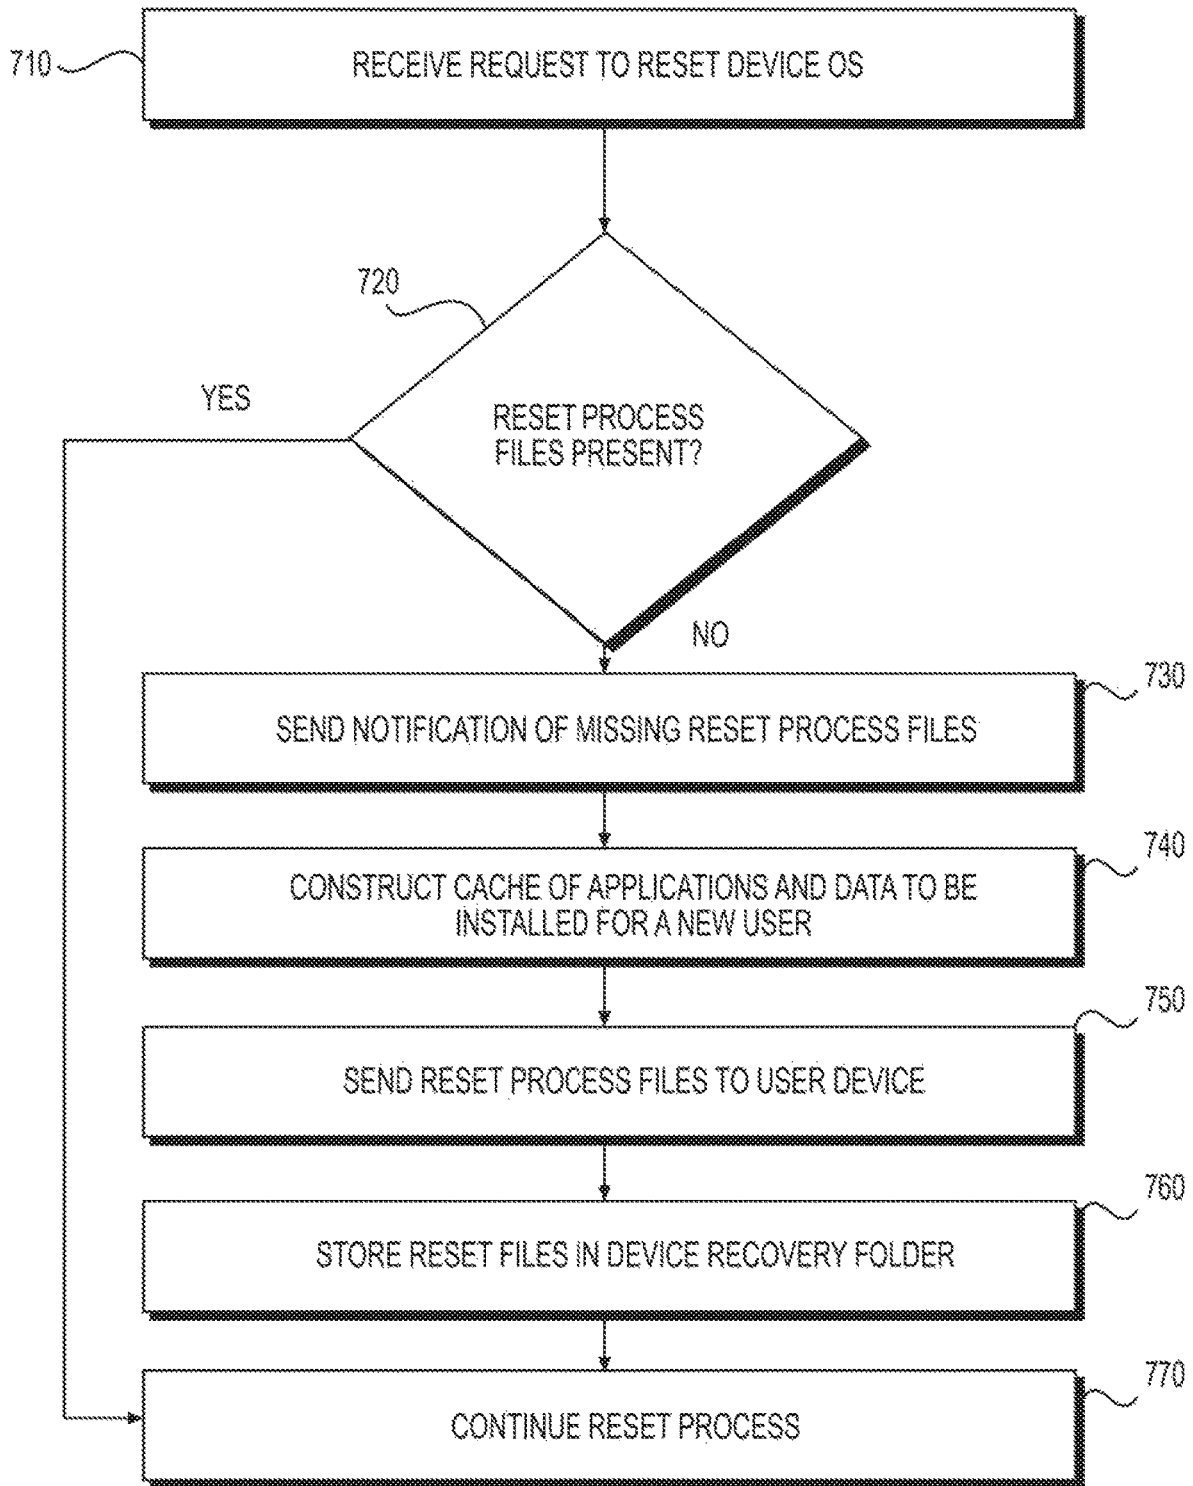 710
RECEIVE REQUEST TO RESET DEVICE OS
720
YES
RESET PROCESS
FILES PRESENT?
NO
730
SEND NOTIFICATION OF MISSING RESET PROCESS FILES
740
CONSTRUCT CACHE OF APPLICATIONS AND DATA TO BE
INSTALLED FOR A NEW USER
750
SEND RESET PROCESS FILES TO USER DEVICE
760
STORE RESET FILES IN DEVICE RECOVERY FOLDER
770
CONTINUE RESET PROCESS